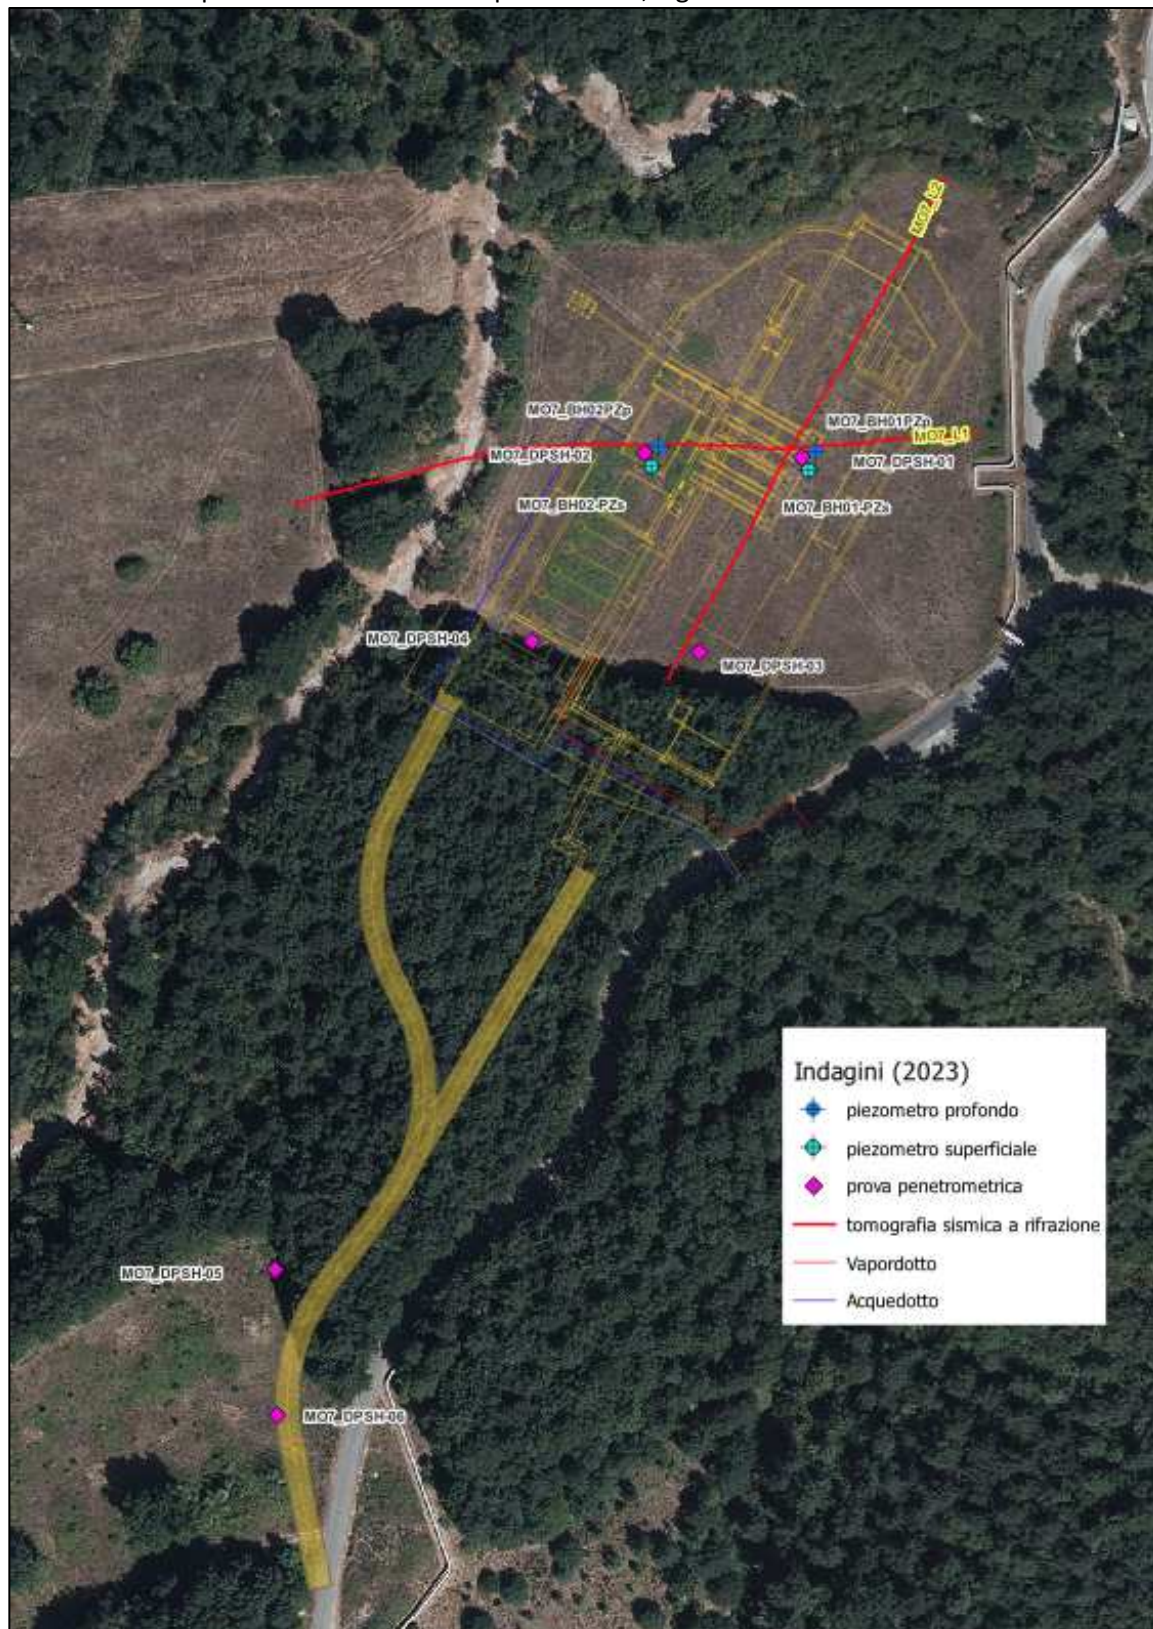 MO7_L2
MO7_BH02PZp
MO7_BH01PZp
MO7_L1
MO7_DPSH-02
MO7_DPSH-01
MO7_BH02-PZs
MO7_BH01-PZs
MO7_DPSH-04
MO7_DPSH-03
Indagini (2023)
piezometro profondo
piezometro superficiale
prova penetrometrica
tomografia sismica a rifrazione
Vapordotto
Acquedotto
MO7_DPSH-05
MO7_DPSH-06